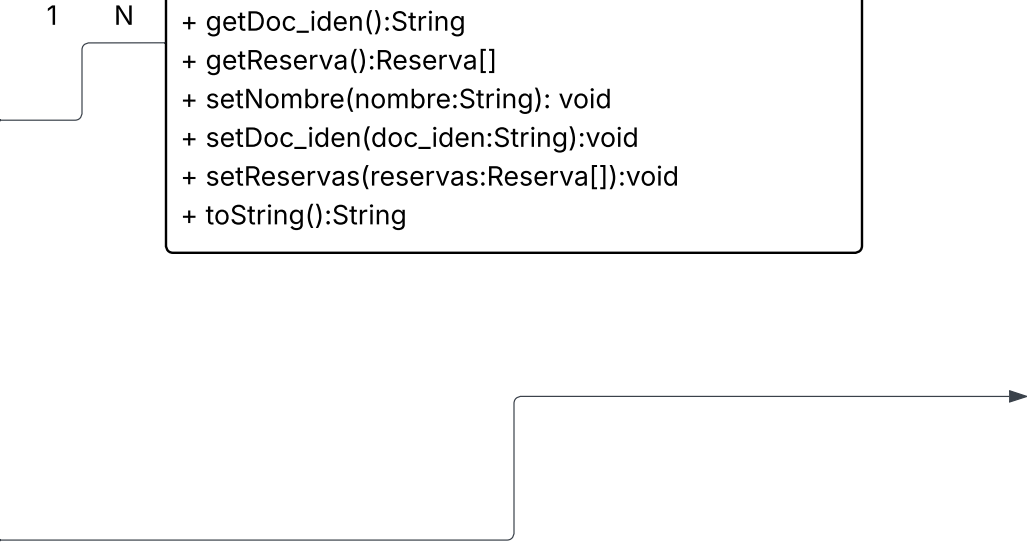 1 N
+ getDoc_iden():String
+ getReserva():Reserva[]
+ setNombre(nombre:String): void
+ setDoc_iden(doc_iden:String):void
+ setReservas(reservas:Reserva[]):void
+ toString():String